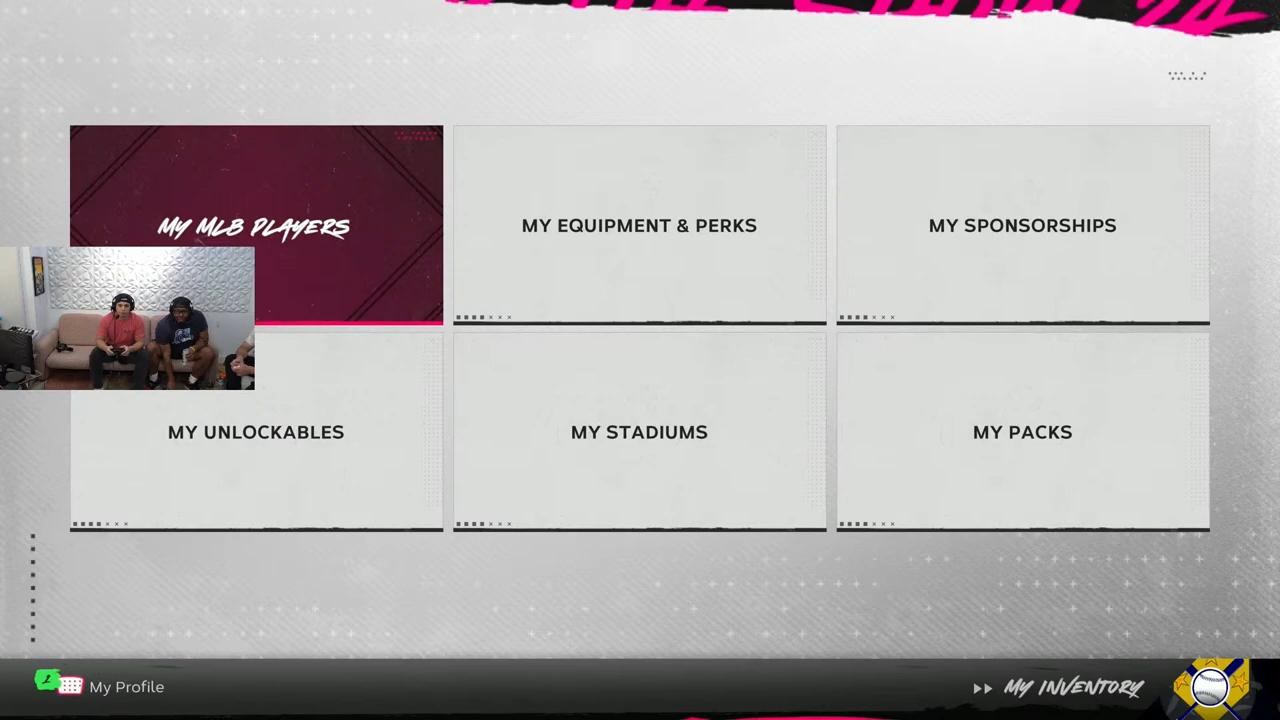 MY MLB PLAYERS
MY EQUIPMENT & PERKS
MY SPONSORSHIPS
MY UNLOCKABLES
MY STADIUMS
MY PACKS
My Profile
MY INVENTORY